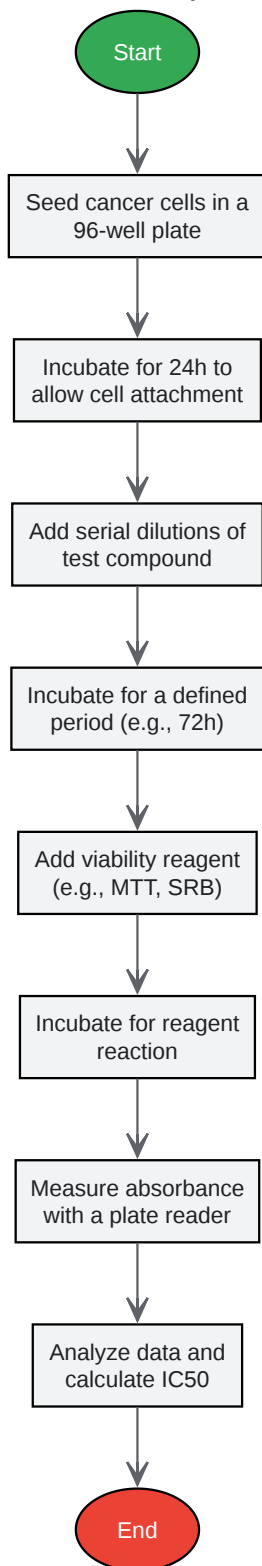 Start
Seed cancer cells in a
96-well plate
Incubate for 24h to
allow cell attachment
Add serial dilutions of
test compound
Incubate for a defined
period (e.g., 72h)
Add viability reagent
(e.g., MTT, SRB)
Incubate for reagent
reaction
Measure absorbance
with a plate reader
Analyze data and
calculate IC50
End